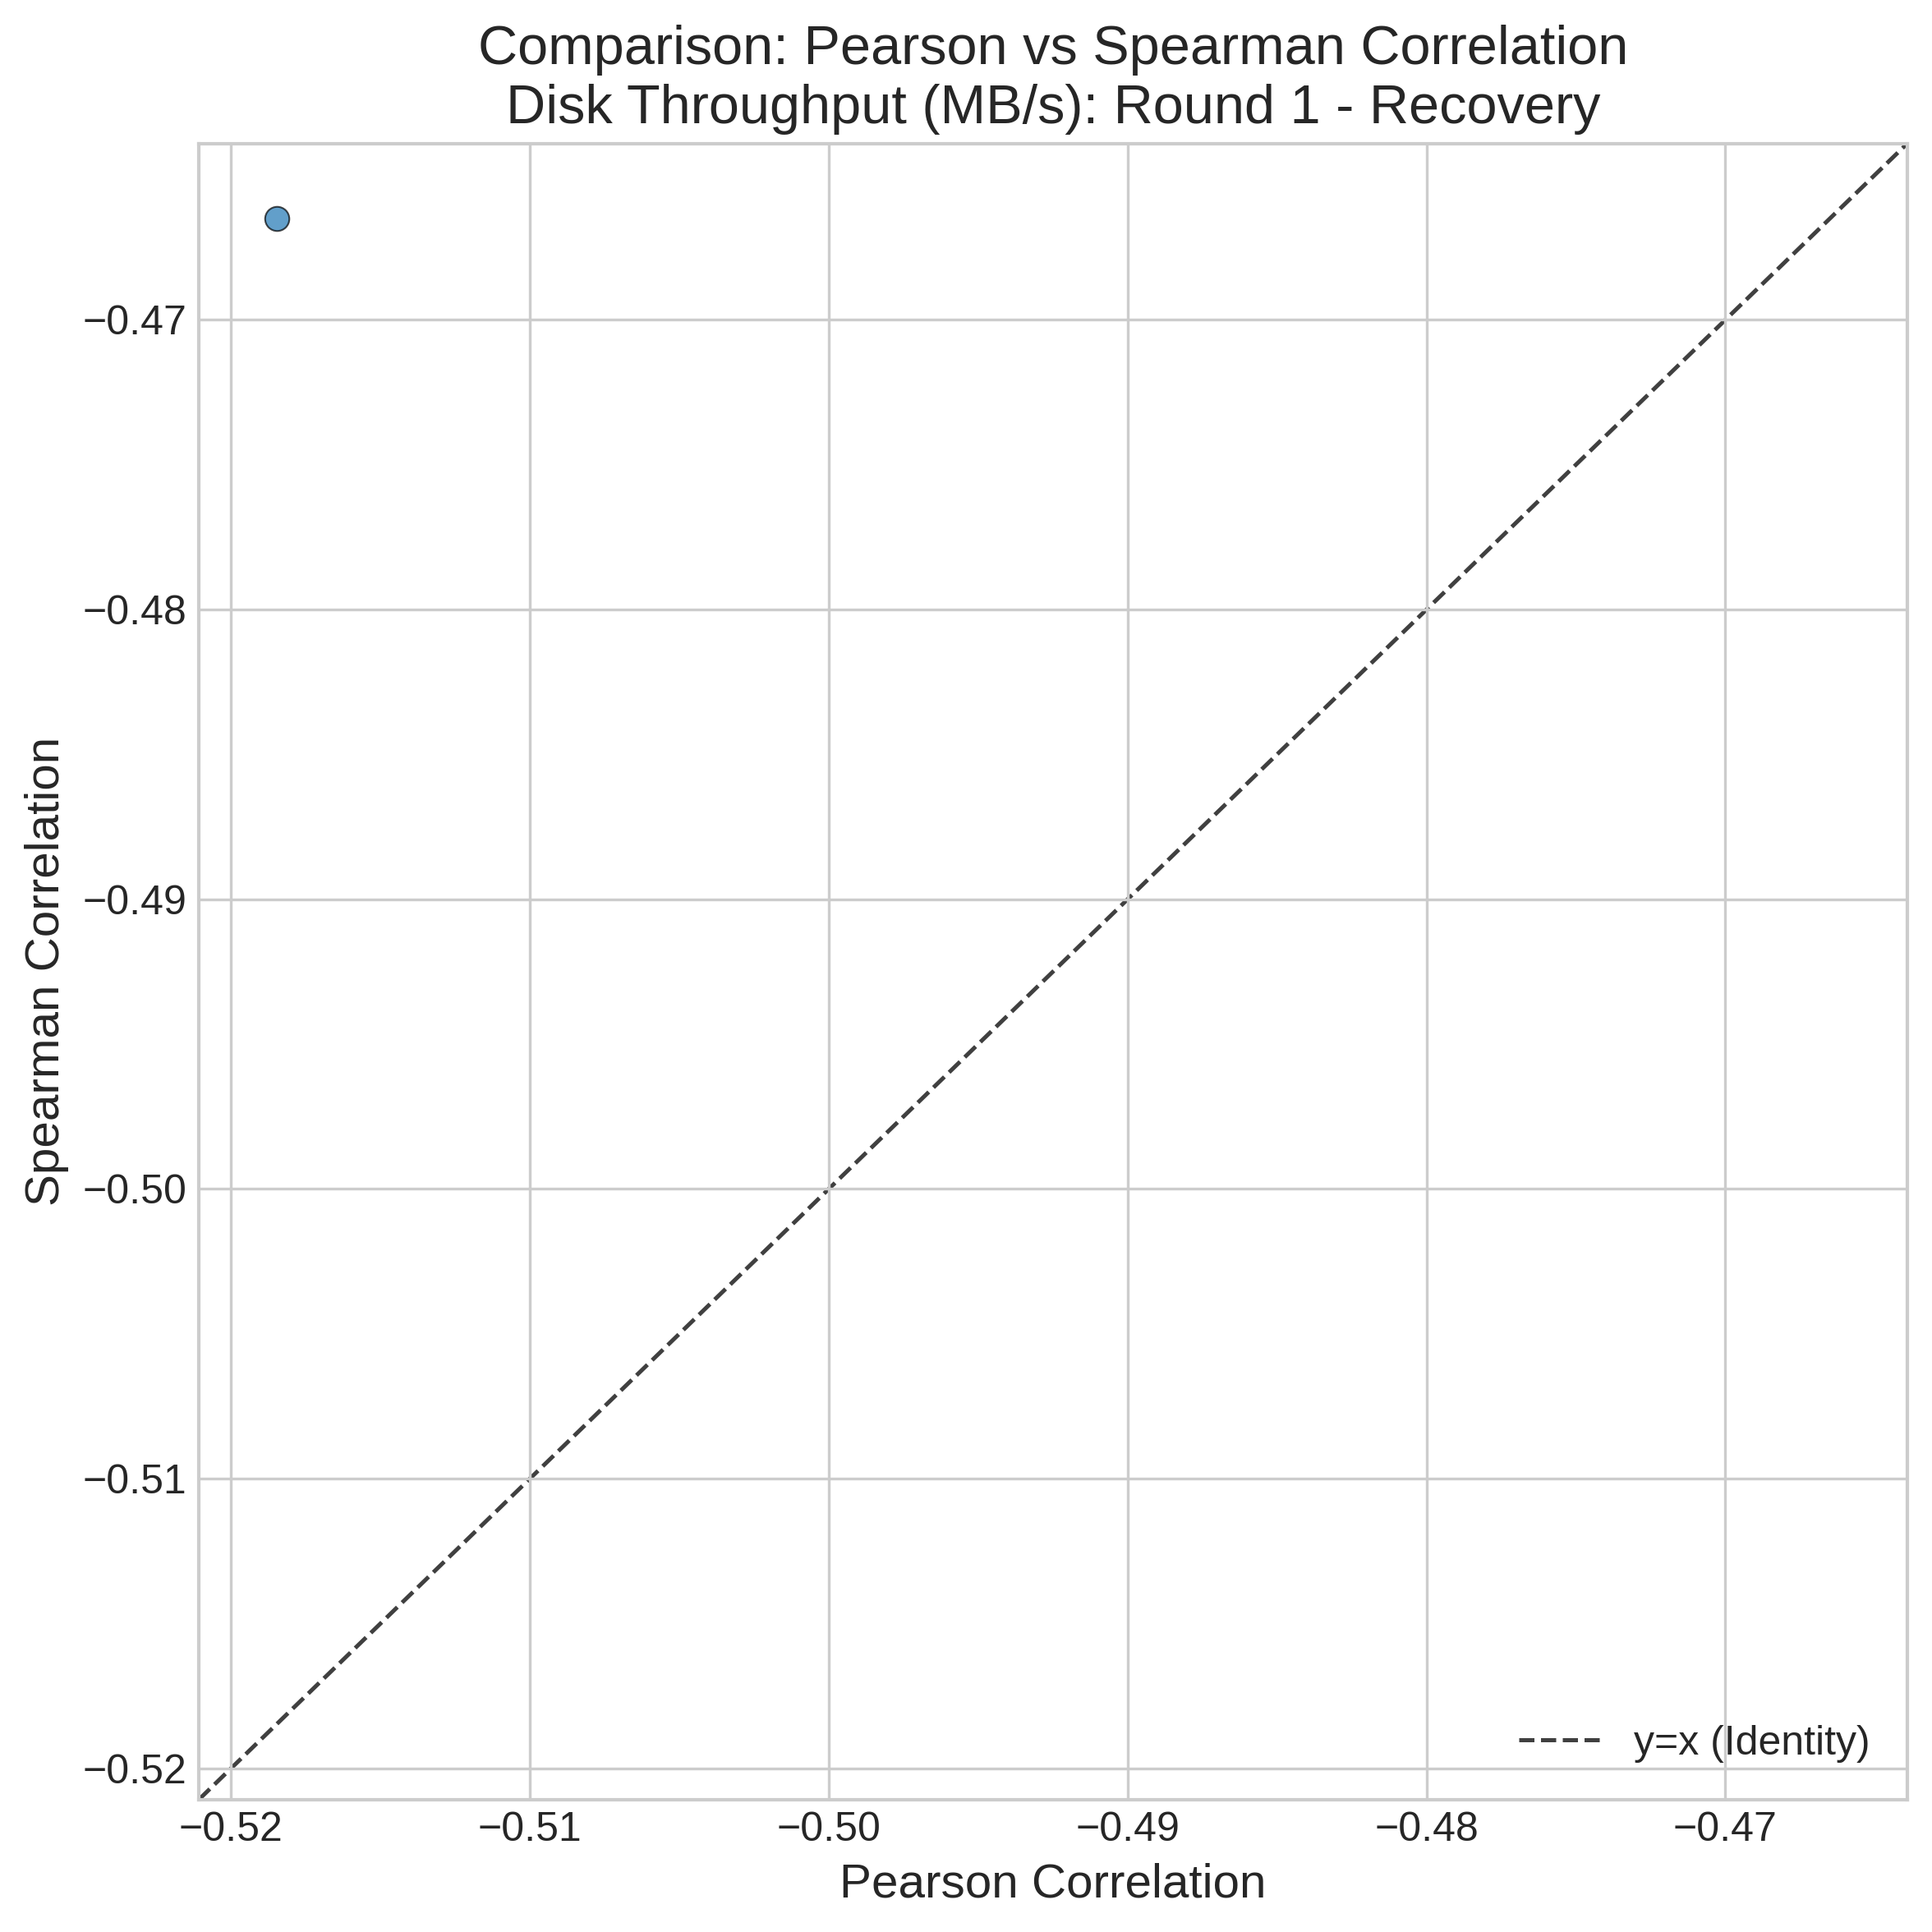 Comparison: Pearson vs Spearman Correlation
Disk Throughput (MB/s): Round 1 - Recovery
Spearman Correlation
−0.47
−0.48
−0.49
−0.50
−0.51
−0.52
y=x (Identity)
−0.52
−0.51
−0.50
−0.49
−0.48
−0.47
Pearson Correlation